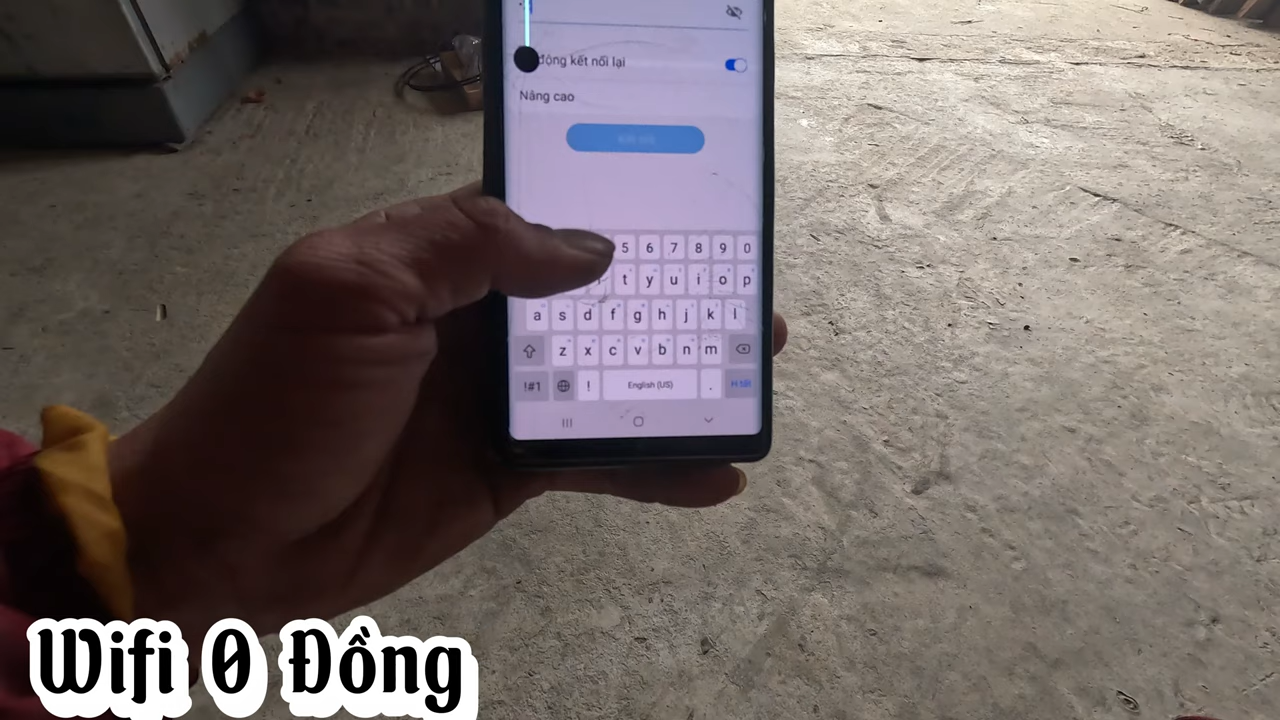 động kết nối lại
Nâng cao
5 6 7 8 9 0
t y u i o p
a s d f g h j k l
z x c v b n m
!#1 ! English (US) .
Wifi 0 Đồng